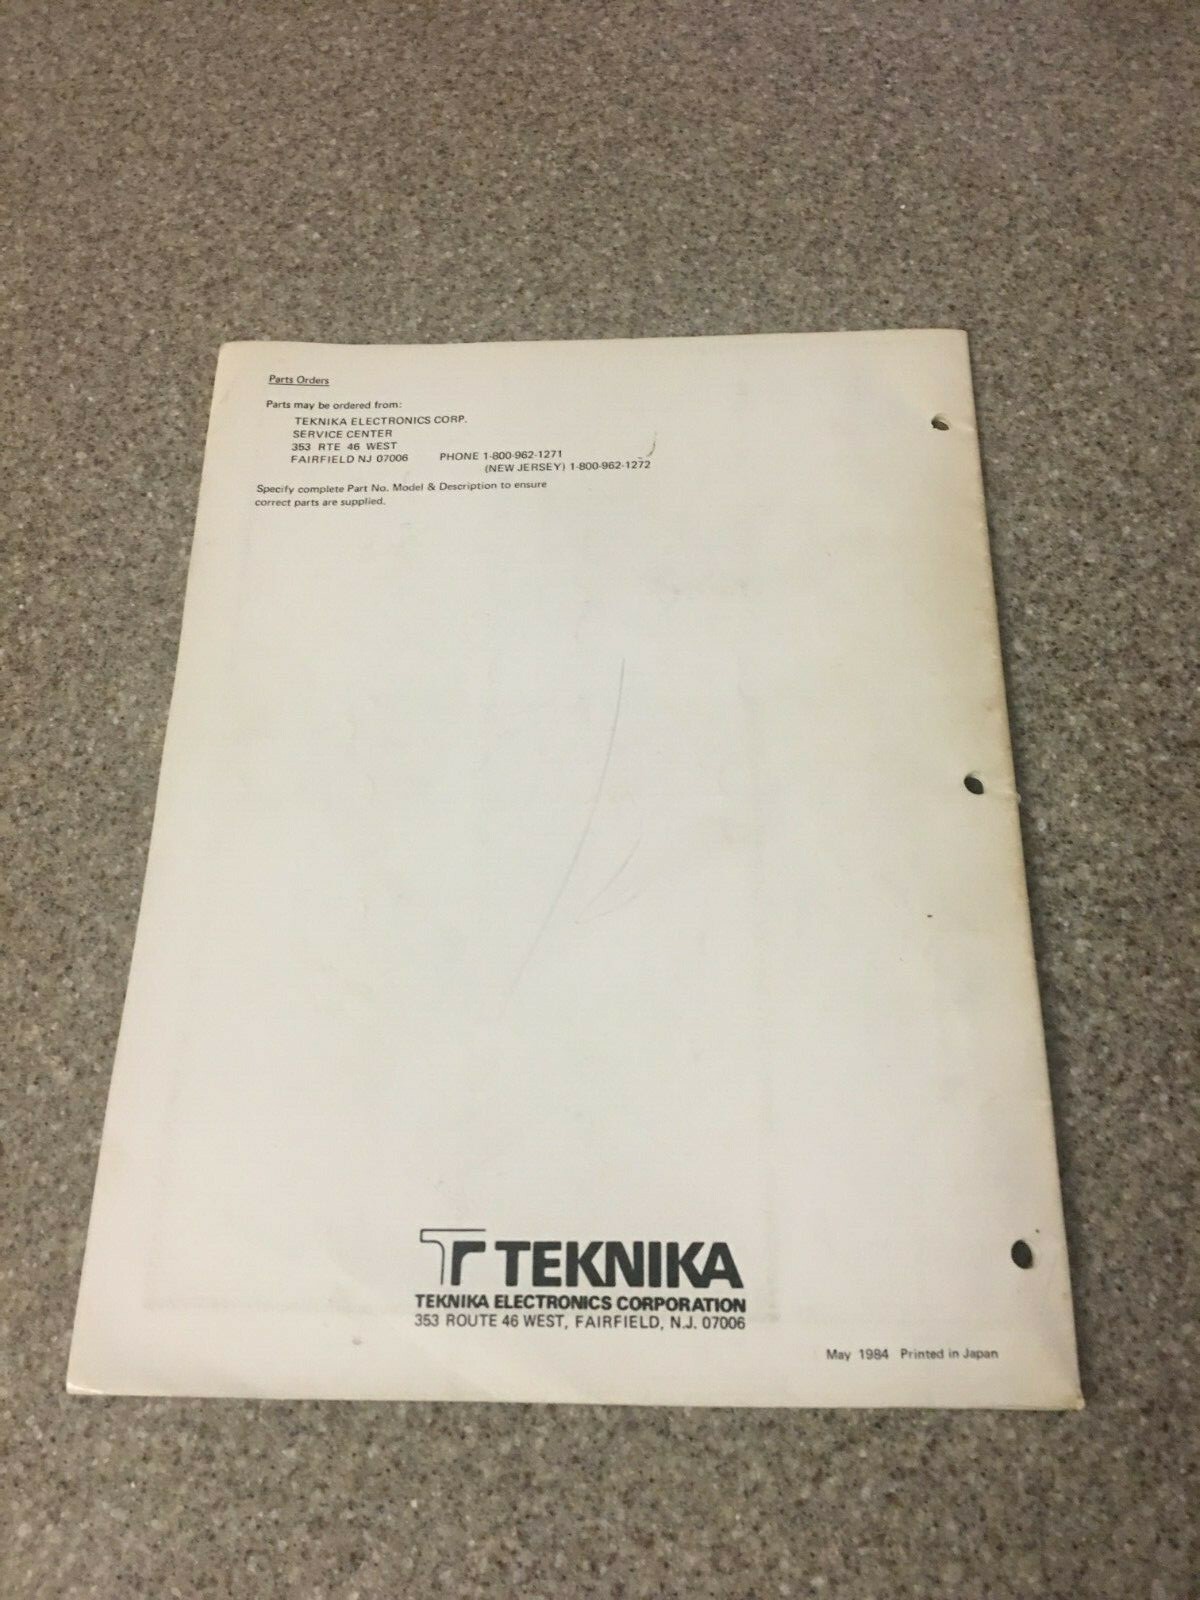 Parts Orders
Parts may be ordered from:
TEKNIKA ELECTRONICS CORP.
SERVICE CENTER
353 RTE 46 WEST
FAIRFIELD NJ 07006 PHONE 1-800-962-1271
(NEW JERSEY) 1-800-962-1272
Specify complete Part No. Model & Description to ensure
correct parts are supplied.
TEKNIKA
TEKNIKA ELECTRONICS CORPORATION
353 ROUTE 46 WEST, FAIRFIELD, N.J. 07006
May 1984 Printed in Japan